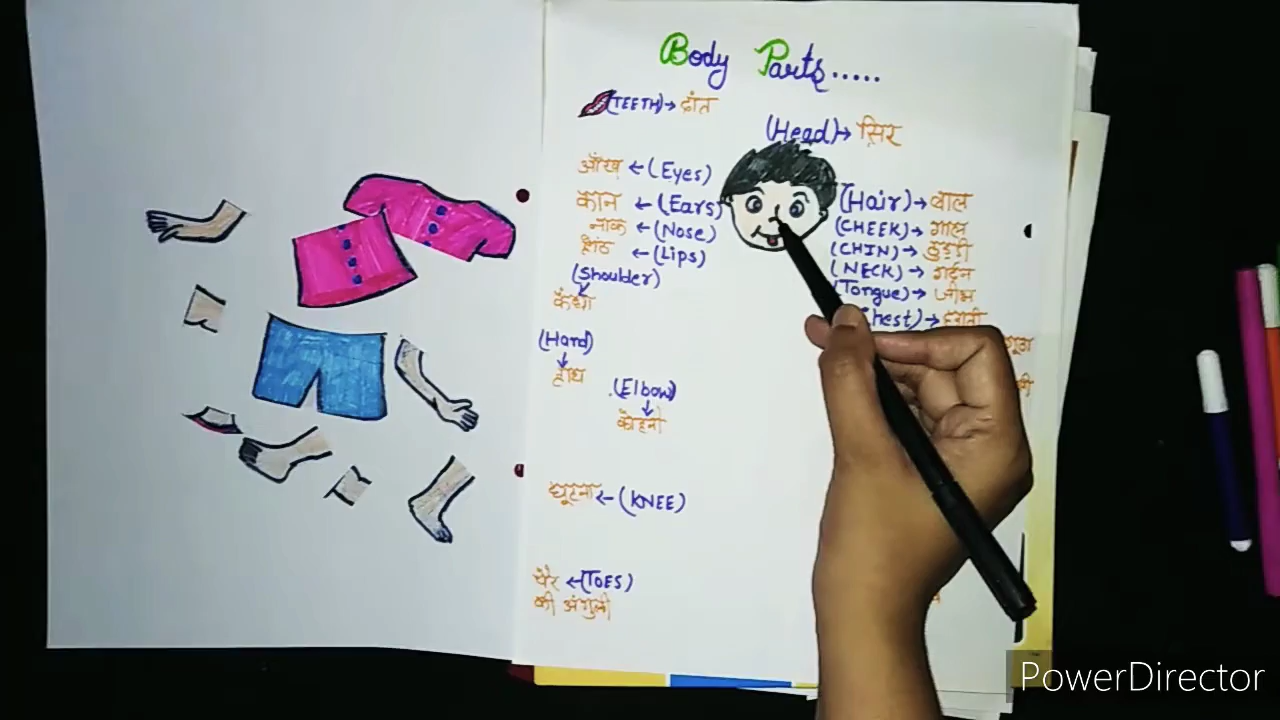 Body Parts.....
(TEETH)→ दांत
(Head)→ सिर
आँख ←(Eyes)
कान ←(Ears)
(Hair)→ बाल
नाक ←(Nose)
(CHEEK)→ गाल
←(Lips)
(CHIN)→ ठुड्डी
(Shoulder)
(NECK)→ गर्दन
कंधा
(Tongue)→ जीभ
Chest)→
(Hand)
हाथ
(Elbow)
कोहनी
घुटना←(KNEE)
पैर ←(TOES)
की अंगुली
PowerDirector